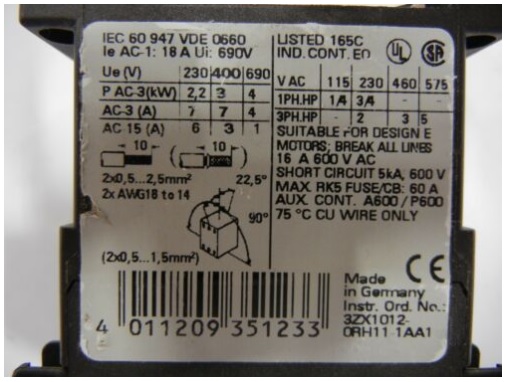 IEC 60 947 VDE 0660
Ie AC-1: 18 A Ui: 690V
Ue (V) 230 400 690
P AC-3(kW) 2,2 3 4
AC-3 (A) 7 7 4
AC 15 (A) 6 3 1
10 ( 10 )
2x0,5...2,5mm²
2x AWG18 to 14
22,5°
90°
(2x0,5...1,5mm²)
LISTED 165C
IND. CONT. EQ
UL SA
V AC 115 230 460 575
1PH.HP 1/4 3/4
3PH.HP - 2 3 5
SUITABLE FOR DESIGN E
MOTORS; BREAK ALL LINES
16 A 600 V AC
SHORT CIRCUIT 5kA, 600 V
MAX. RK5 FUSE/CB: 60 A
AUX. CONT. A600 / P600
75 °C CU WIRE ONLY
Made CE
in Germany
Instr. Ord. No.:
3ZX1012-
0RH11-1AA1
4 011209 351233